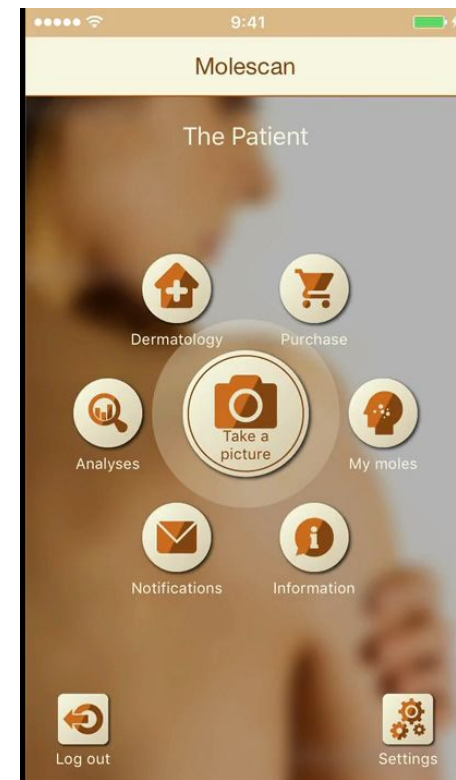 9:41
Molescan
The Patient
Dermatology
Purchase
Take a
picture
Analyses
My moles
Notifications
Information
Log out
Settings